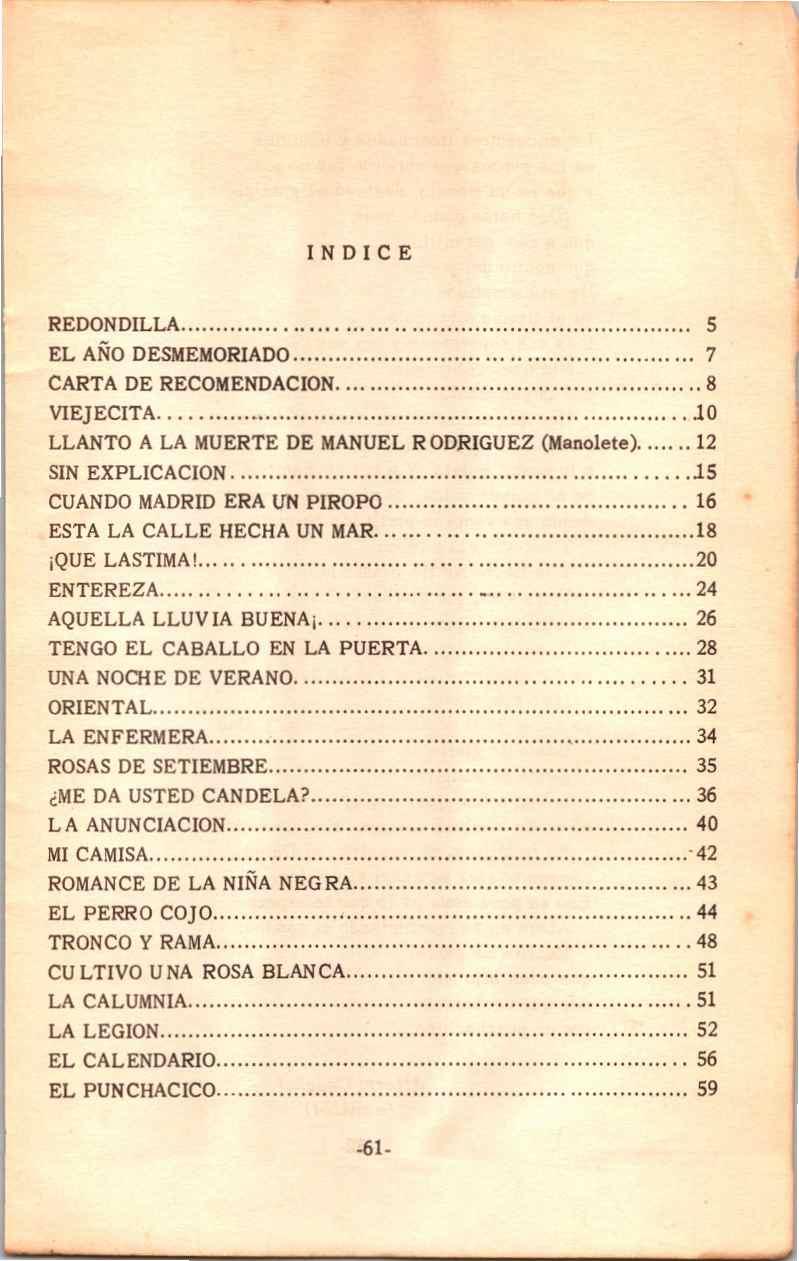 INDICE
REDONDILLA........................................................................ 5
EL AÑO DESMEMORIADO......................................................... 7
CARTA DE RECOMENDACION.................................................... 8
VIEJECITA............................................................................ 10
LLANTO A LA MUERTE DE MANUEL RODRIGUEZ (Manolete)....... 12
SIN EXPLICACION.................................................................. 15
CUANDO MADRID ERA UN PIROPO........................................... 16
ESTA LA CALLE HECHA UN MAR.............................................. 18
¡QUE LASTIMA!...................................................................... 20
ENTEREZA........................................................................... 24
AQUELLA LLUVIA BUENA¡..................................................... 26
TENGO EL CABALLO EN LA PUERTA...................................... 28
UNA NOCHE DE VERANO........................................................ 31
ORIENTAL............................................................................ 32
LA ENFERMERA.................................................................... 34
ROSAS DE SETIEMBRE............................................................ 35
¿ME DA USTED CANDELA?...................................................... 36
LA ANUNCIACION.................................................................. 40
MI CAMISA............................................................................ 42
ROMANCE DE LA NIÑA NEGRA................................................ 43
EL PERRO COJO.................................................................... 44
TRONCO Y RAMA................................................................... 48
CULTIVO UNA ROSA BLANCA................................................. 51
LA CALUMNIA....................................................................... 51
LA LEGION........................................................................... 52
EL CALENDARIO................................................................... 56
EL PUNCHACICO................................................................... 59
-61-